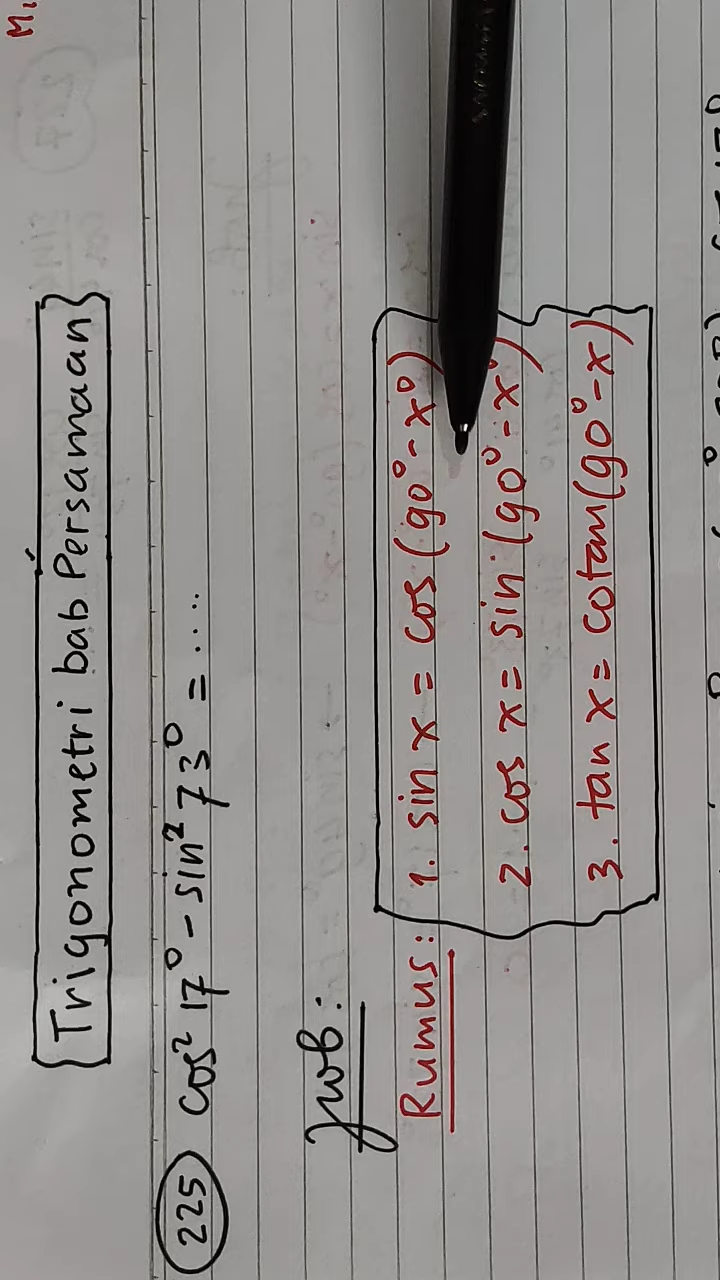 Trigonometri bab Persamaan
225 cos² 17° - sin² 73° = ....
Jwb:
Rumus: 1. sin x = cos (90° - x°)
2. cos x = sin (90° - x°)
3. tan x = cotan (90° - x)